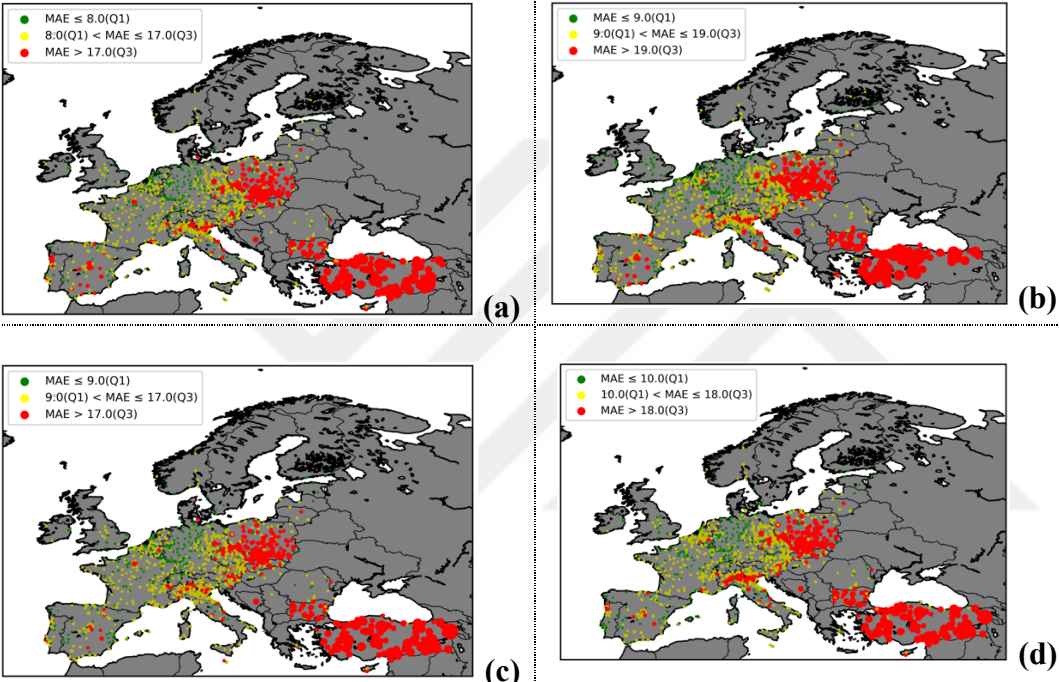 MAE ≤ 8.0(Q1)
8:0(Q1) < MAE ≤ 17.0(Q3)
MAE > 17.0(Q3)
(a)
MAE ≤ 9.0(Q1)
9:0(Q1) < MAE ≤ 19.0(Q3)
MAE > 19.0(Q3)
(b)
MAE ≤ 9.0(Q1)
9:0(Q1) < MAE ≤ 17.0(Q3)
MAE > 17.0(Q3)
(c)
MAE ≤ 10.0(Q1)
10.0(Q1) < MAE ≤ 18.0(Q3)
MAE > 18.0(Q3)
(d)